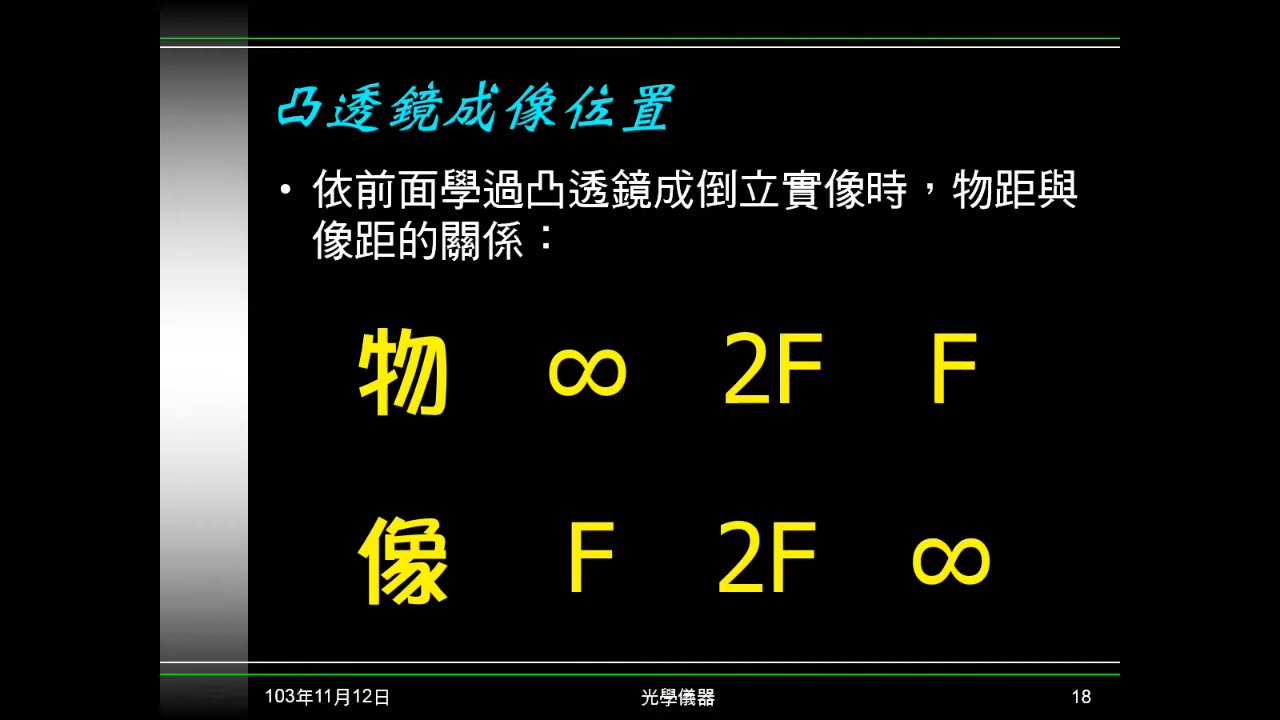 凸透鏡成像位置
• 依前面學過凸透鏡成倒立實像時，物距與
像距的關係：
物 ∞ 2F F
像 F 2F ∞
103年11月12日 光學儀器 18